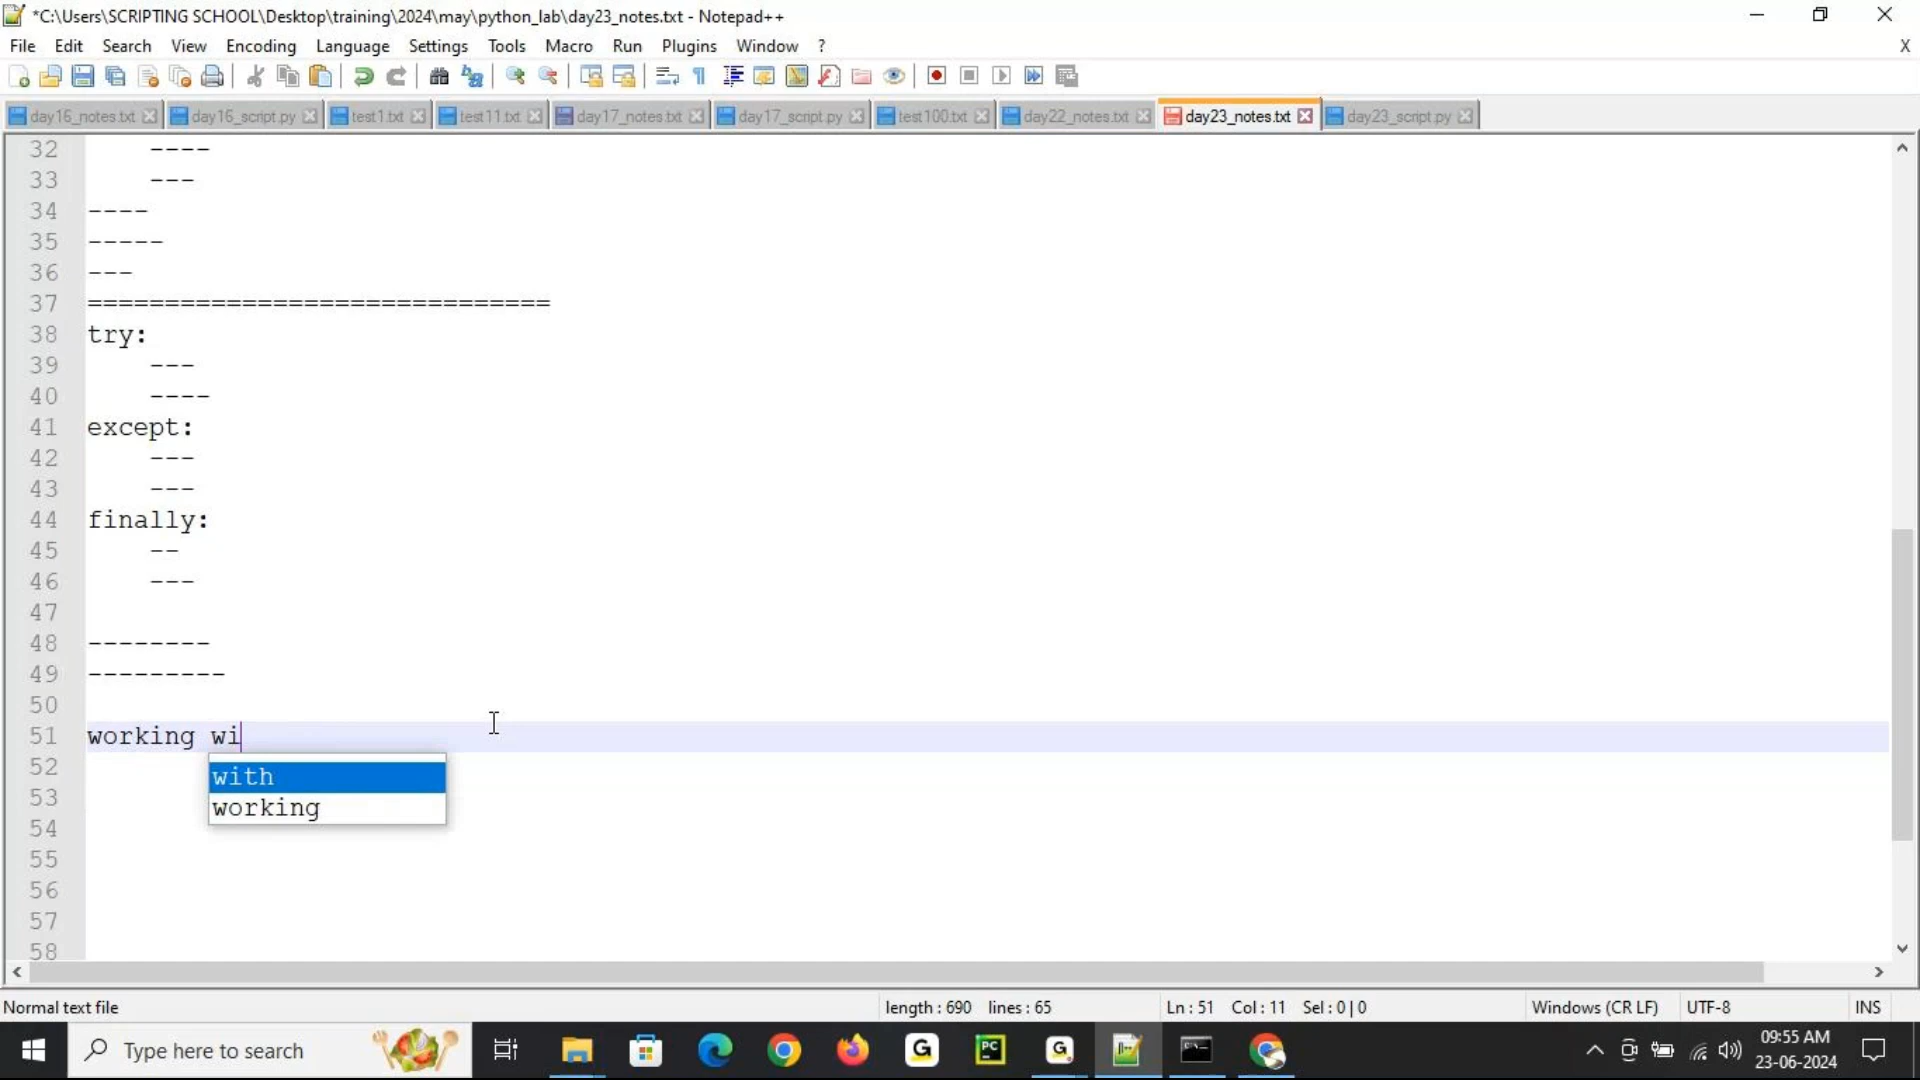 *C:\Users\SCRIPTING SCHOOL\Desktop\training\2024\may\python_lab\day23_notes.txt - Notepad++
File Edit Search View Encoding Language Settings Tools Macro Run Plugins Window ? X
day16_notes.txt day16_script.py test1.txt test11.txt day17_notes.txt day17_script.py test100.txt day22_notes.txt day23_notes.txt day23_script.py
32 ----
33 ---
34 ----
35 -----
36 ---
37 ==============================
38 try:
39 ---
40 ----
41 except:
42 ---
43 ---
44 finally:
45 --
46 ---
47
48 --------
49 ---------
50
51 working wi
52 with
53 working
54
55
56
57
58
Normal text file length : 690 lines : 65 Ln : 51 Col : 11 Sel : 0 | 0 Windows (CR LF) UTF-8 INS
Type here to search 09:55 AM
23-06-2024